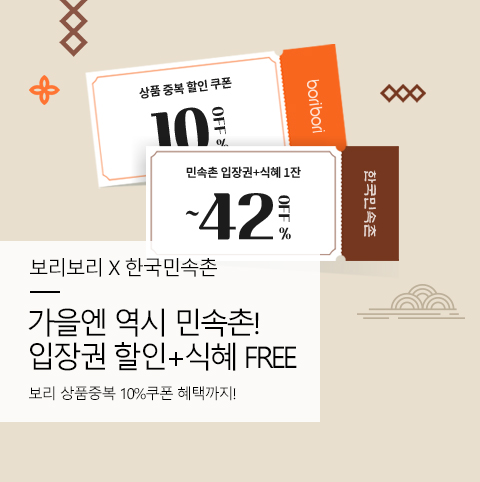 상품 중복 할인 쿠폰
10% OFF
boribori
민속촌 입장권+식혜 1잔
~42% OFF
한국민속촌
보리보리 X 한국민속촌
가을엔 역시 민속촌!
입장권 할인+식혜 FREE
보리 상품중복 10%쿠폰 혜택까지!